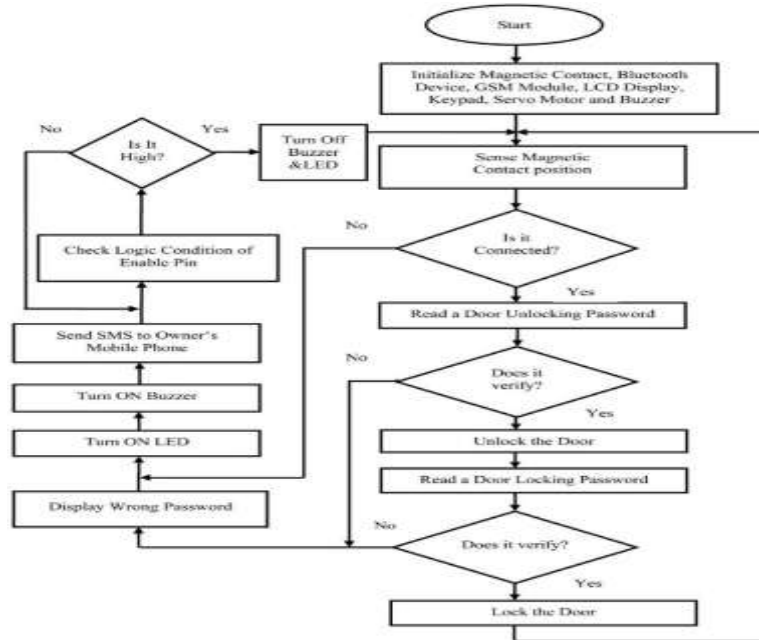 Start
Initialize Magnetic Contact, Bluetooth
Device, GSM Module, LCD Display,
Keypad, Servo Motor and Buzzer
No
Is It
High?
Yes
Turn Off
Buzzer
&LED
Sense Magnetic
Contact position
No
Is it
Connected?
Yes
Check Logic Condition of
Enable Pin
Read a Door Unlocking Password
Send SMS to Owner's
Mobile Phone
No
Does it
verify?
Yes
Turn ON Buzzer
Unlock the Door
Turn ON LED
Read a Door Locking Password
Display Wrong Password
No
Does it verify?
Yes
Lock the Door